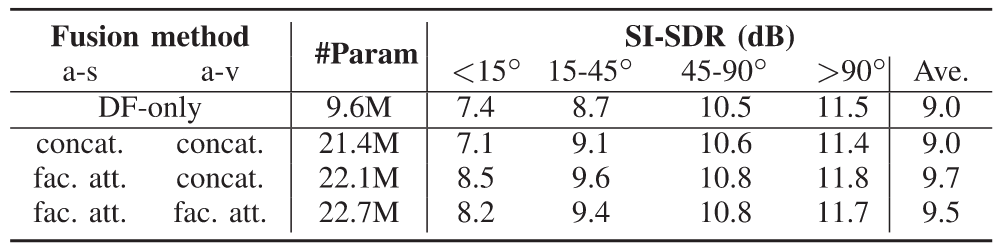 Fusion method #Param SI-SDR (dB)
a-s a-v <15° 15-45° 45-90° >90° Ave.
DF-only 9.6M 7.4 8.7 10.5 11.5 9.0
concat. concat. 21.4M 7.1 9.1 10.6 11.4 9.0
fac. att. concat. 22.1M 8.5 9.6 10.8 11.8 9.7
fac. att. fac. att. 22.7M 8.2 9.4 10.8 11.7 9.5